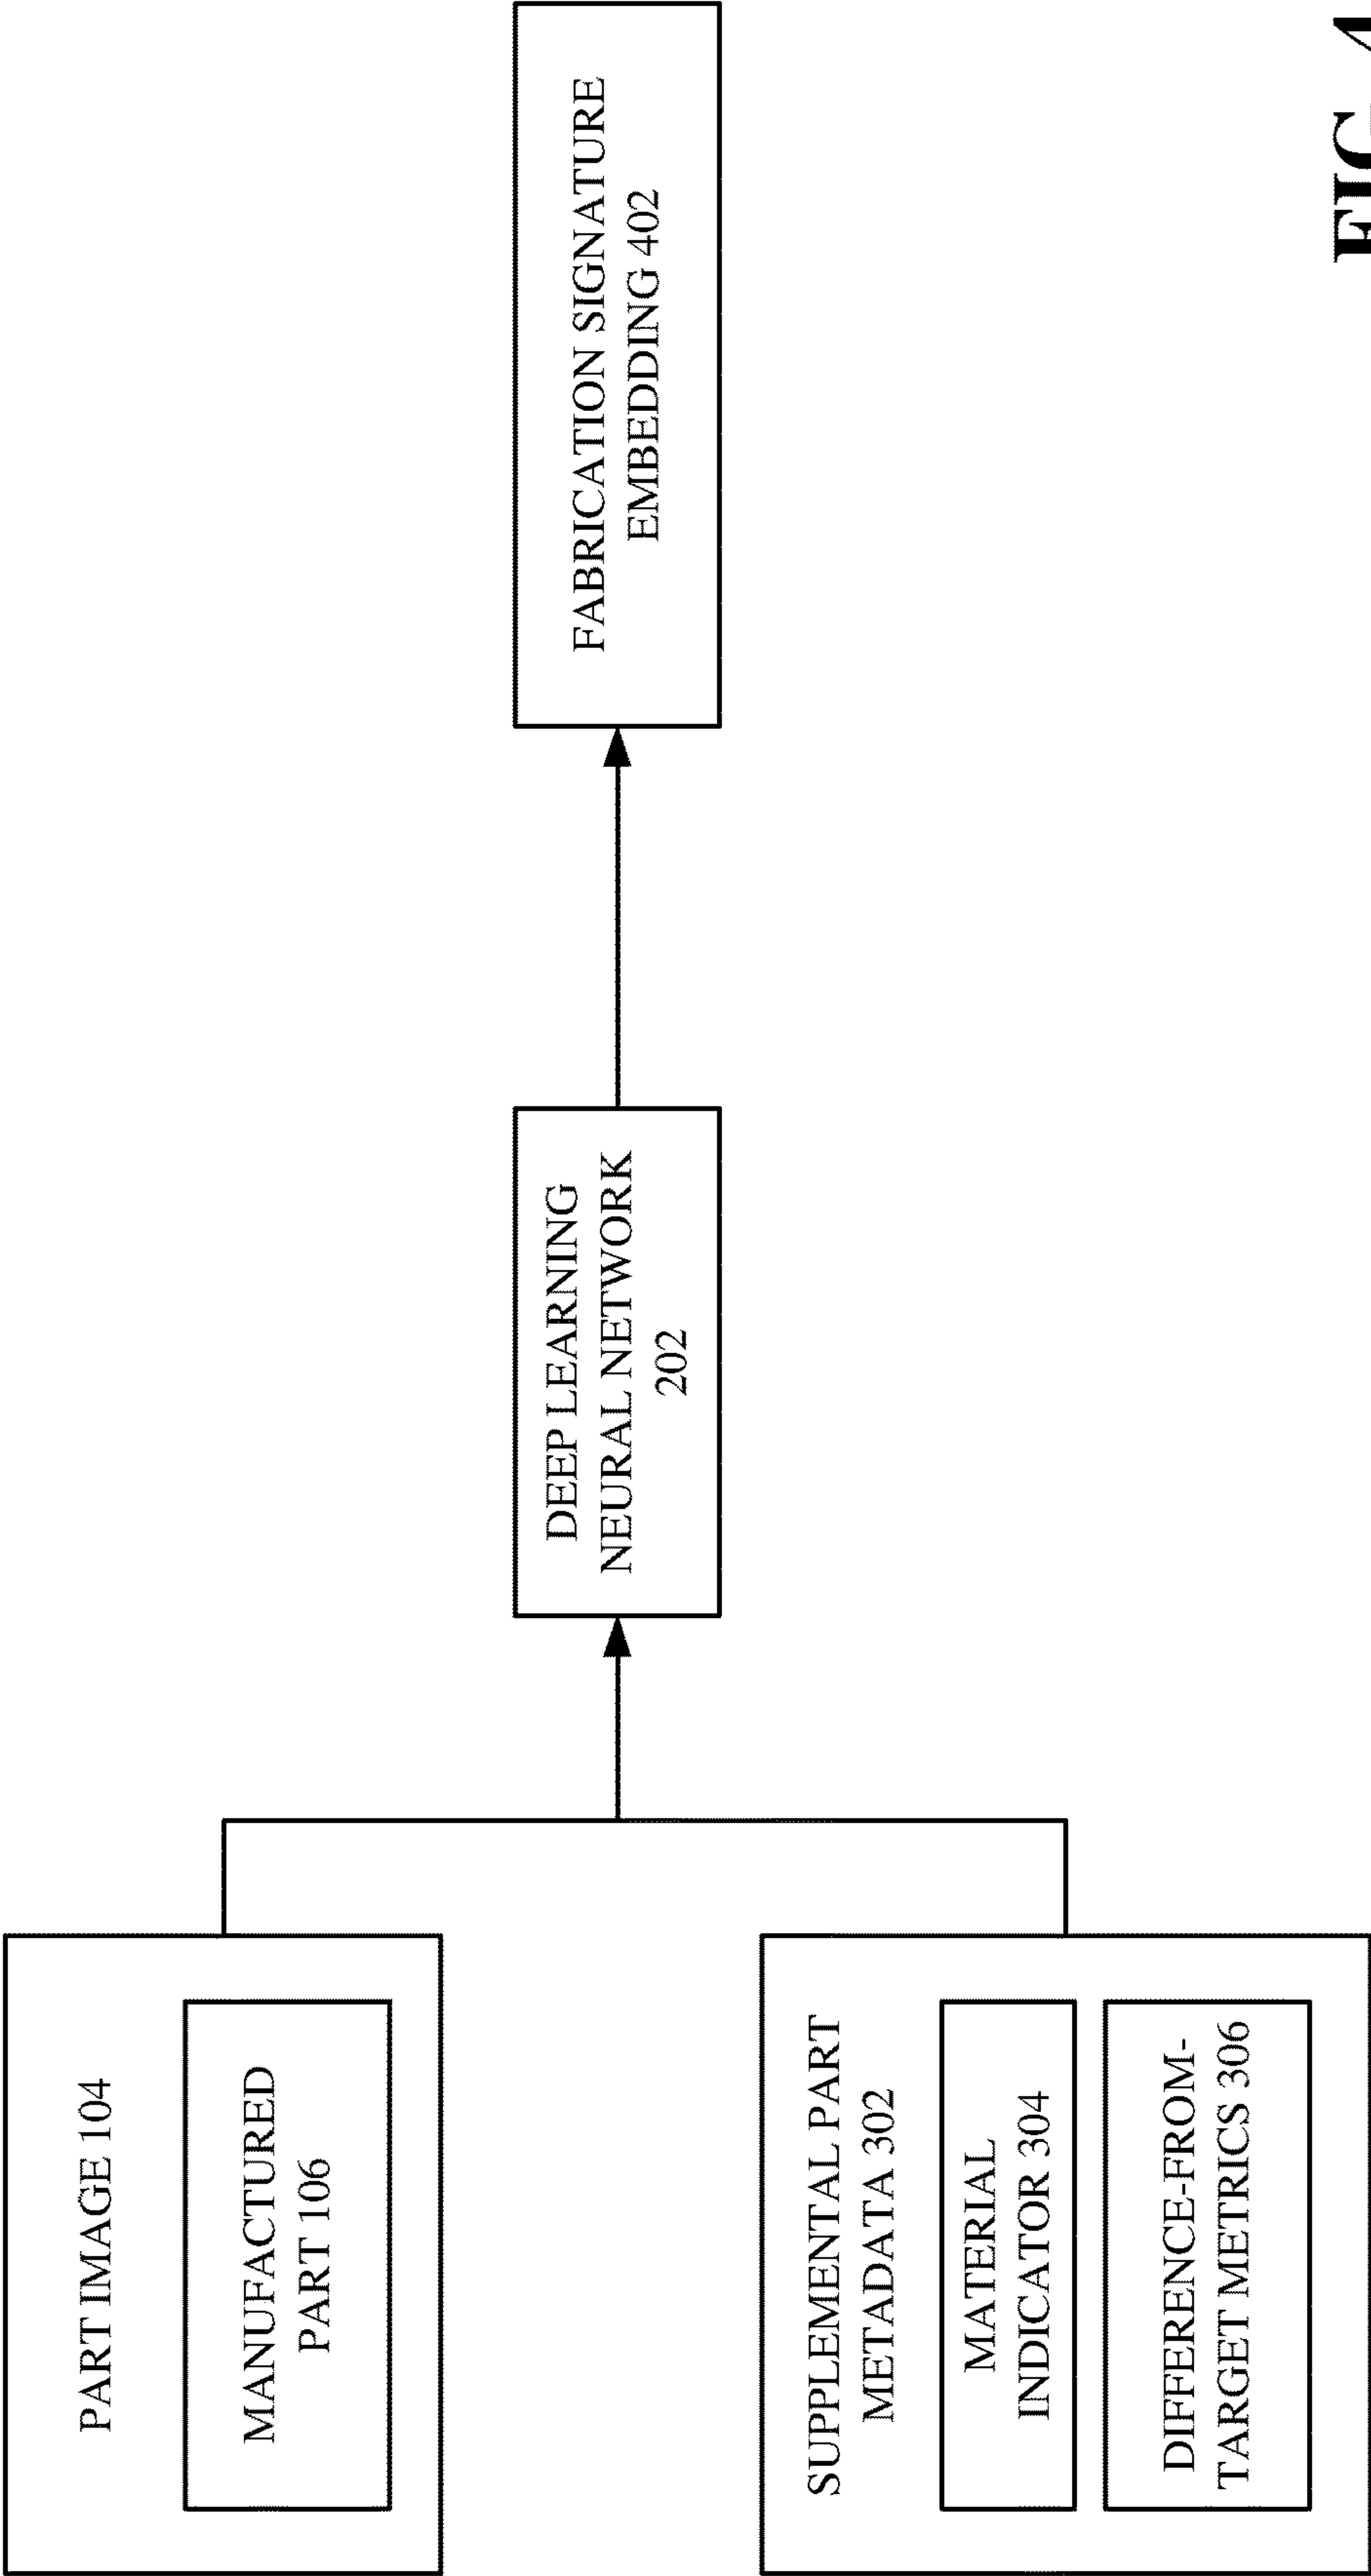 PART IMAGE 104
MANUFACTURED
PART 106
SUPPLEMENTAL PART
METADATA 302
MATERIAL
INDICATOR 304
DIFFERENCE-FROM-
TARGET METRICS 306
DEEP LEARNING
NEURAL NETWORK
202
FABRICATION SIGNATURE
EMBEDDING 402
FIG. 4